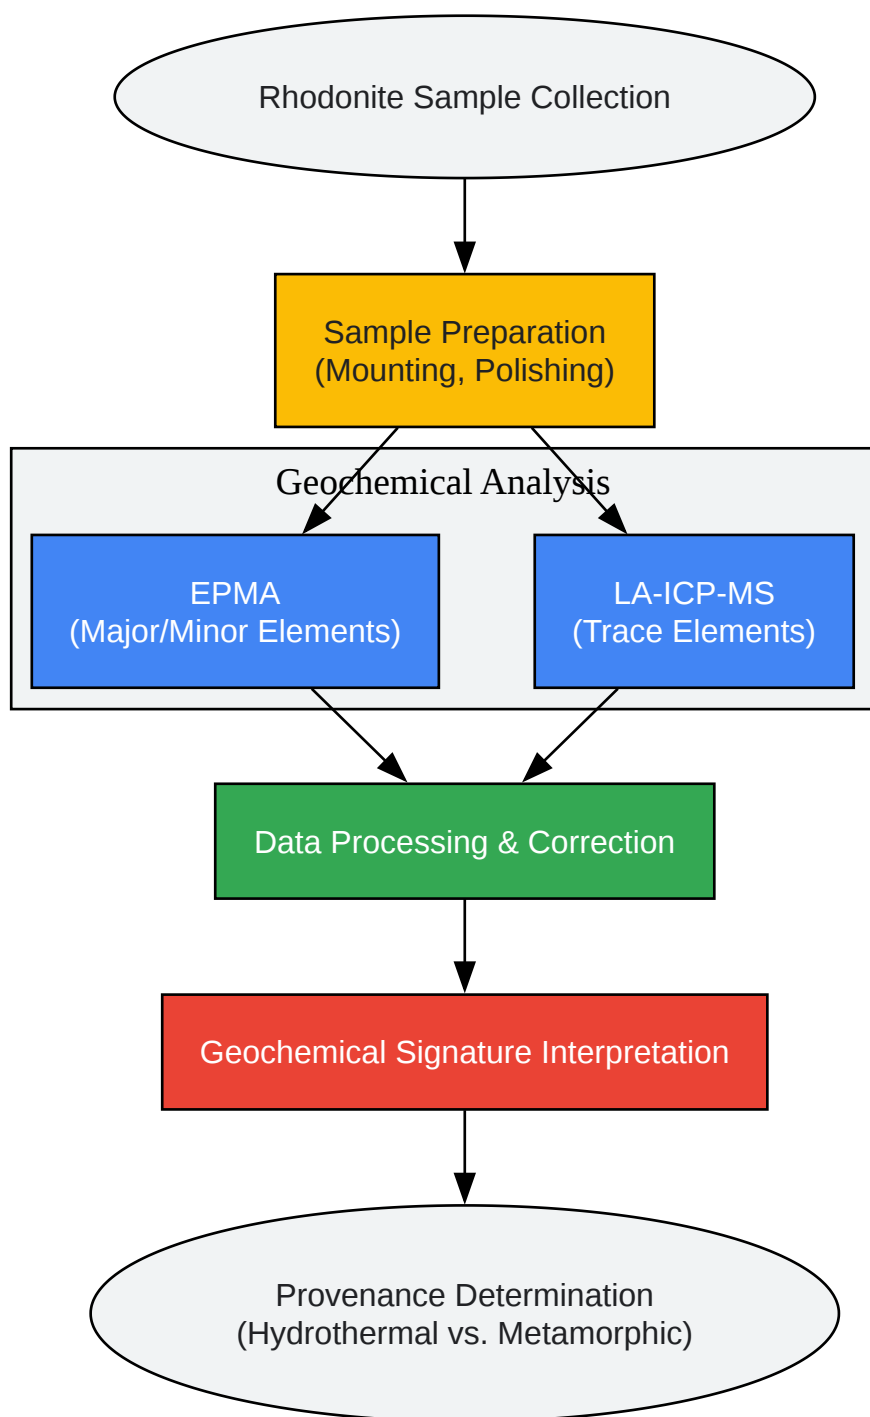 Rhodonite Sample Collection
Sample Preparation
(Mounting, Polishing)
Geochemical Analysis
EPMA
(Major/Minor Elements)
LA-ICP-MS
(Trace Elements)
Data Processing & Correction
Geochemical Signature Interpretation
Provenance Determination
(Hydrothermal vs. Metamorphic)